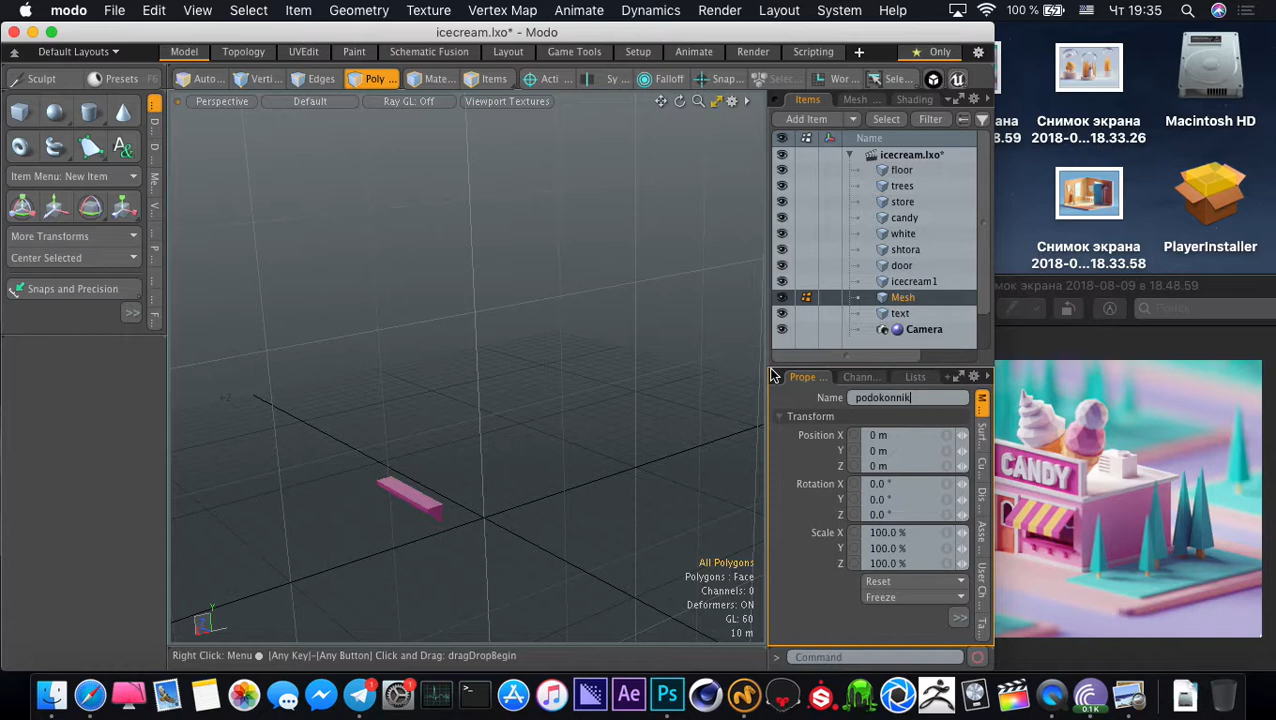 modo File Edit View Select Item Geometry Texture Vertex Map Animate Dynamics Render Layout System 100 % Чт 19:35
icecream.lxo* - Modo
Default Layouts Model Topology UVEdit Paint Schematic Fusion Layout Game Tools Setup Animate Render Scripting Only
Sculpt Presets F6 Auto ... Verti ... Edges Poly ... Mate... Items Acti ... Sy ... Falloff Snap... Selec... Wor ... Sele...
Perspective Default Ray GL: Off Viewport Textures
Items Mesh ... Shading
Add Item Select Filter
Name
icecream.lxo*
floor
trees
store
candy
white
shtora
door
icecream1
Mesh
text
Camera
Item Menu: New Item
More Transforms
Center Selected
Snaps and Precision
>>
+Z
All Polygons
Polygons : Face
Channels: 0
Deformers: ON
GL: 60
10 m
Prope ... Chann... Lists
Name podokonnik
Transform
Position X 0 m
Y 0 m
Z 0 m
Rotation X 0.0 °
Y 0.0 °
Z 0.0 °
Scale X 100.0 %
Y 100.0 %
Z 100.0 %
Reset
Freeze
>>
Right Click: Menu [Any Key]-[Any Button] Click and Drag: dragDropBegin
> Command
Снимок экрана
2018-0...18.33.26
Macintosh HD
Снимок экрана
2018-0...18.33.58
PlayerInstaller
мок экрана 2018-08-09 в 18.48.59
Поиск
CANDY
Ae Ps
0.1K